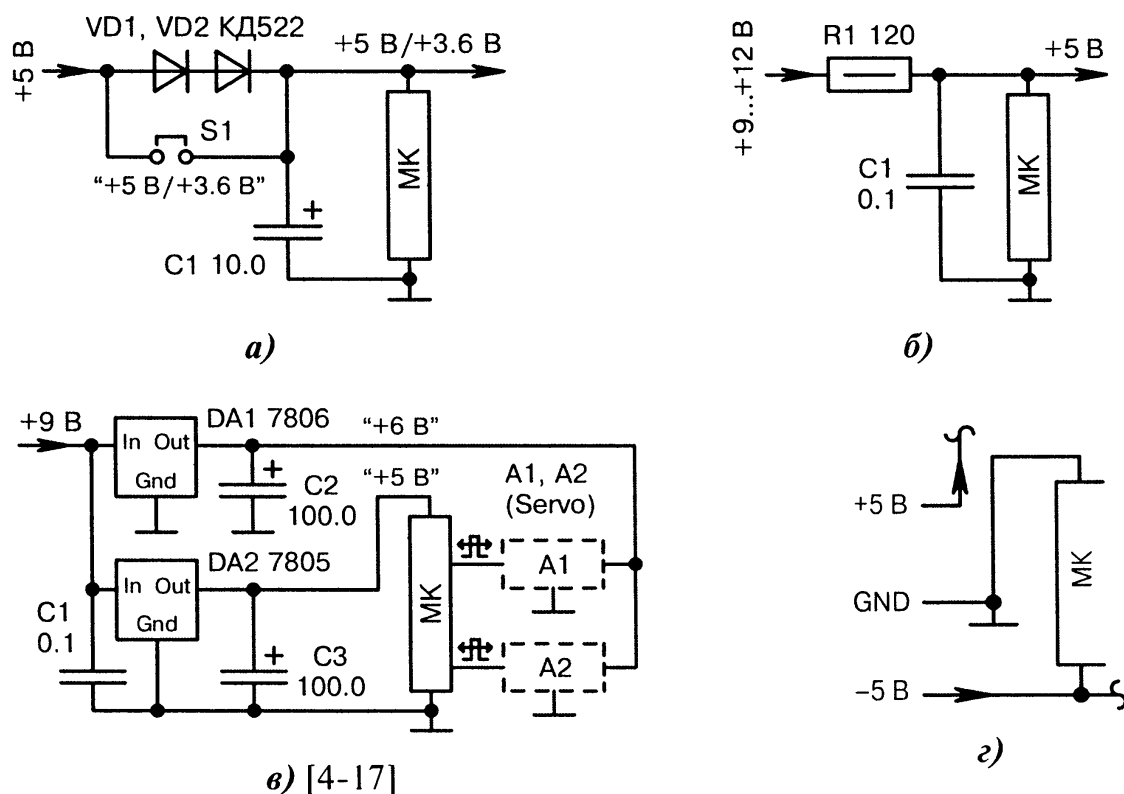 VD1, VD2 КД522
+5 В
+5 В/+3.6 В
S1
“+5 В/+3.6 В”
+
C1 10.0
МК
а)
+9...+12 В
R1 120
+5 В
C1
0.1
МК
б)
+9 В
DA1 7806
In Out
Gnd
“+6 В”
+
C2
100.0
“+5 В”
A1, A2
(Servo)
DA2 7805
In Out
Gnd
C1
0.1
+
C3
100.0
МК
A1
A2
в) [4-17]
+5 В
GND
–5 В
МК
г)